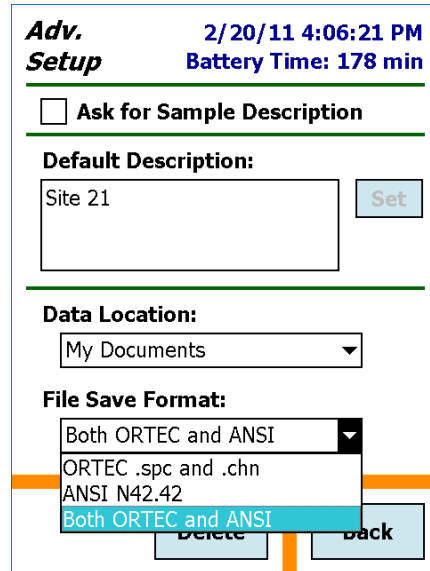 Adv. 2/20/11 4:06:21 PM
Setup Battery Time: 178 min
Ask for Sample Description
Default Description:
Site 21
Set
Data Location:
My Documents
File Save Format:
Both ORTEC and ANSI
ORTEC .spc and .chn
ANSI N42.42
Both ORTEC and ANSI
Delete Back